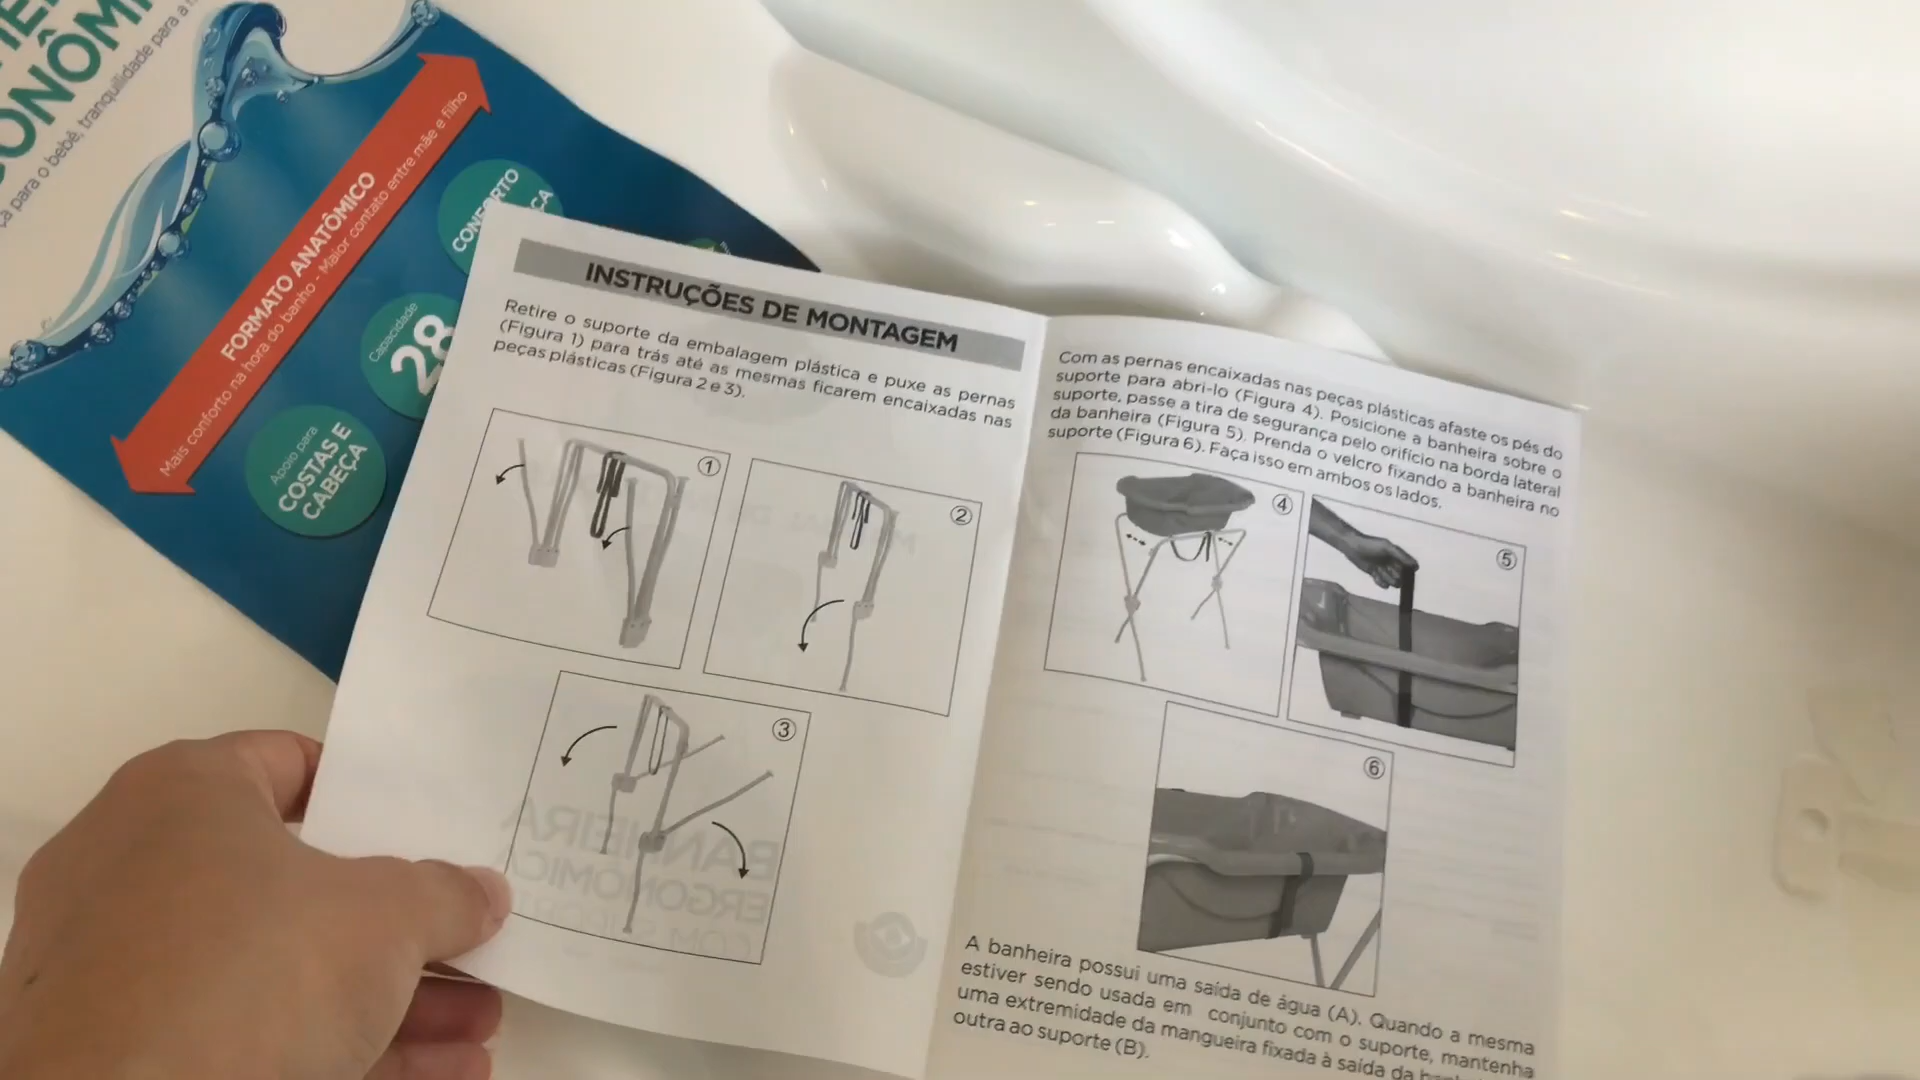 ONÔM
ça para o bebê, tranquilidade para a
FORMATO ANATÔMICO
Mais conforto na hora do banho - Maior contato entre mãe e filho
CONFORTO
Capacidade
28
Apoio para
COSTAS E
CABEÇA
INSTRUÇÕES DE MONTAGEM
Retire o suporte da embalagem plástica e puxe as pernas
(Figura 1) para trás até as mesmas ficarem encaixadas nas
peças plásticas (Figura 2 e 3).
1
2
3
Com as pernas encaixadas nas peças plásticas afaste os pés do
suporte para abri-lo (Figura 4). Posicione a banheira sobre o
suporte, passe a tira de segurança pelo orifício na borda lateral
da banheira (Figura 5). Prenda o velcro fixando a banheira no
suporte (Figura 6). Faça isso em ambos os lados.
4
5
6
A banheira possui uma saída de água (A). Quando a mesma
estiver sendo usada em conjunto com o suporte, mantenha
uma extremidade da mangueira fixada à saída da
outra ao suporte (B).